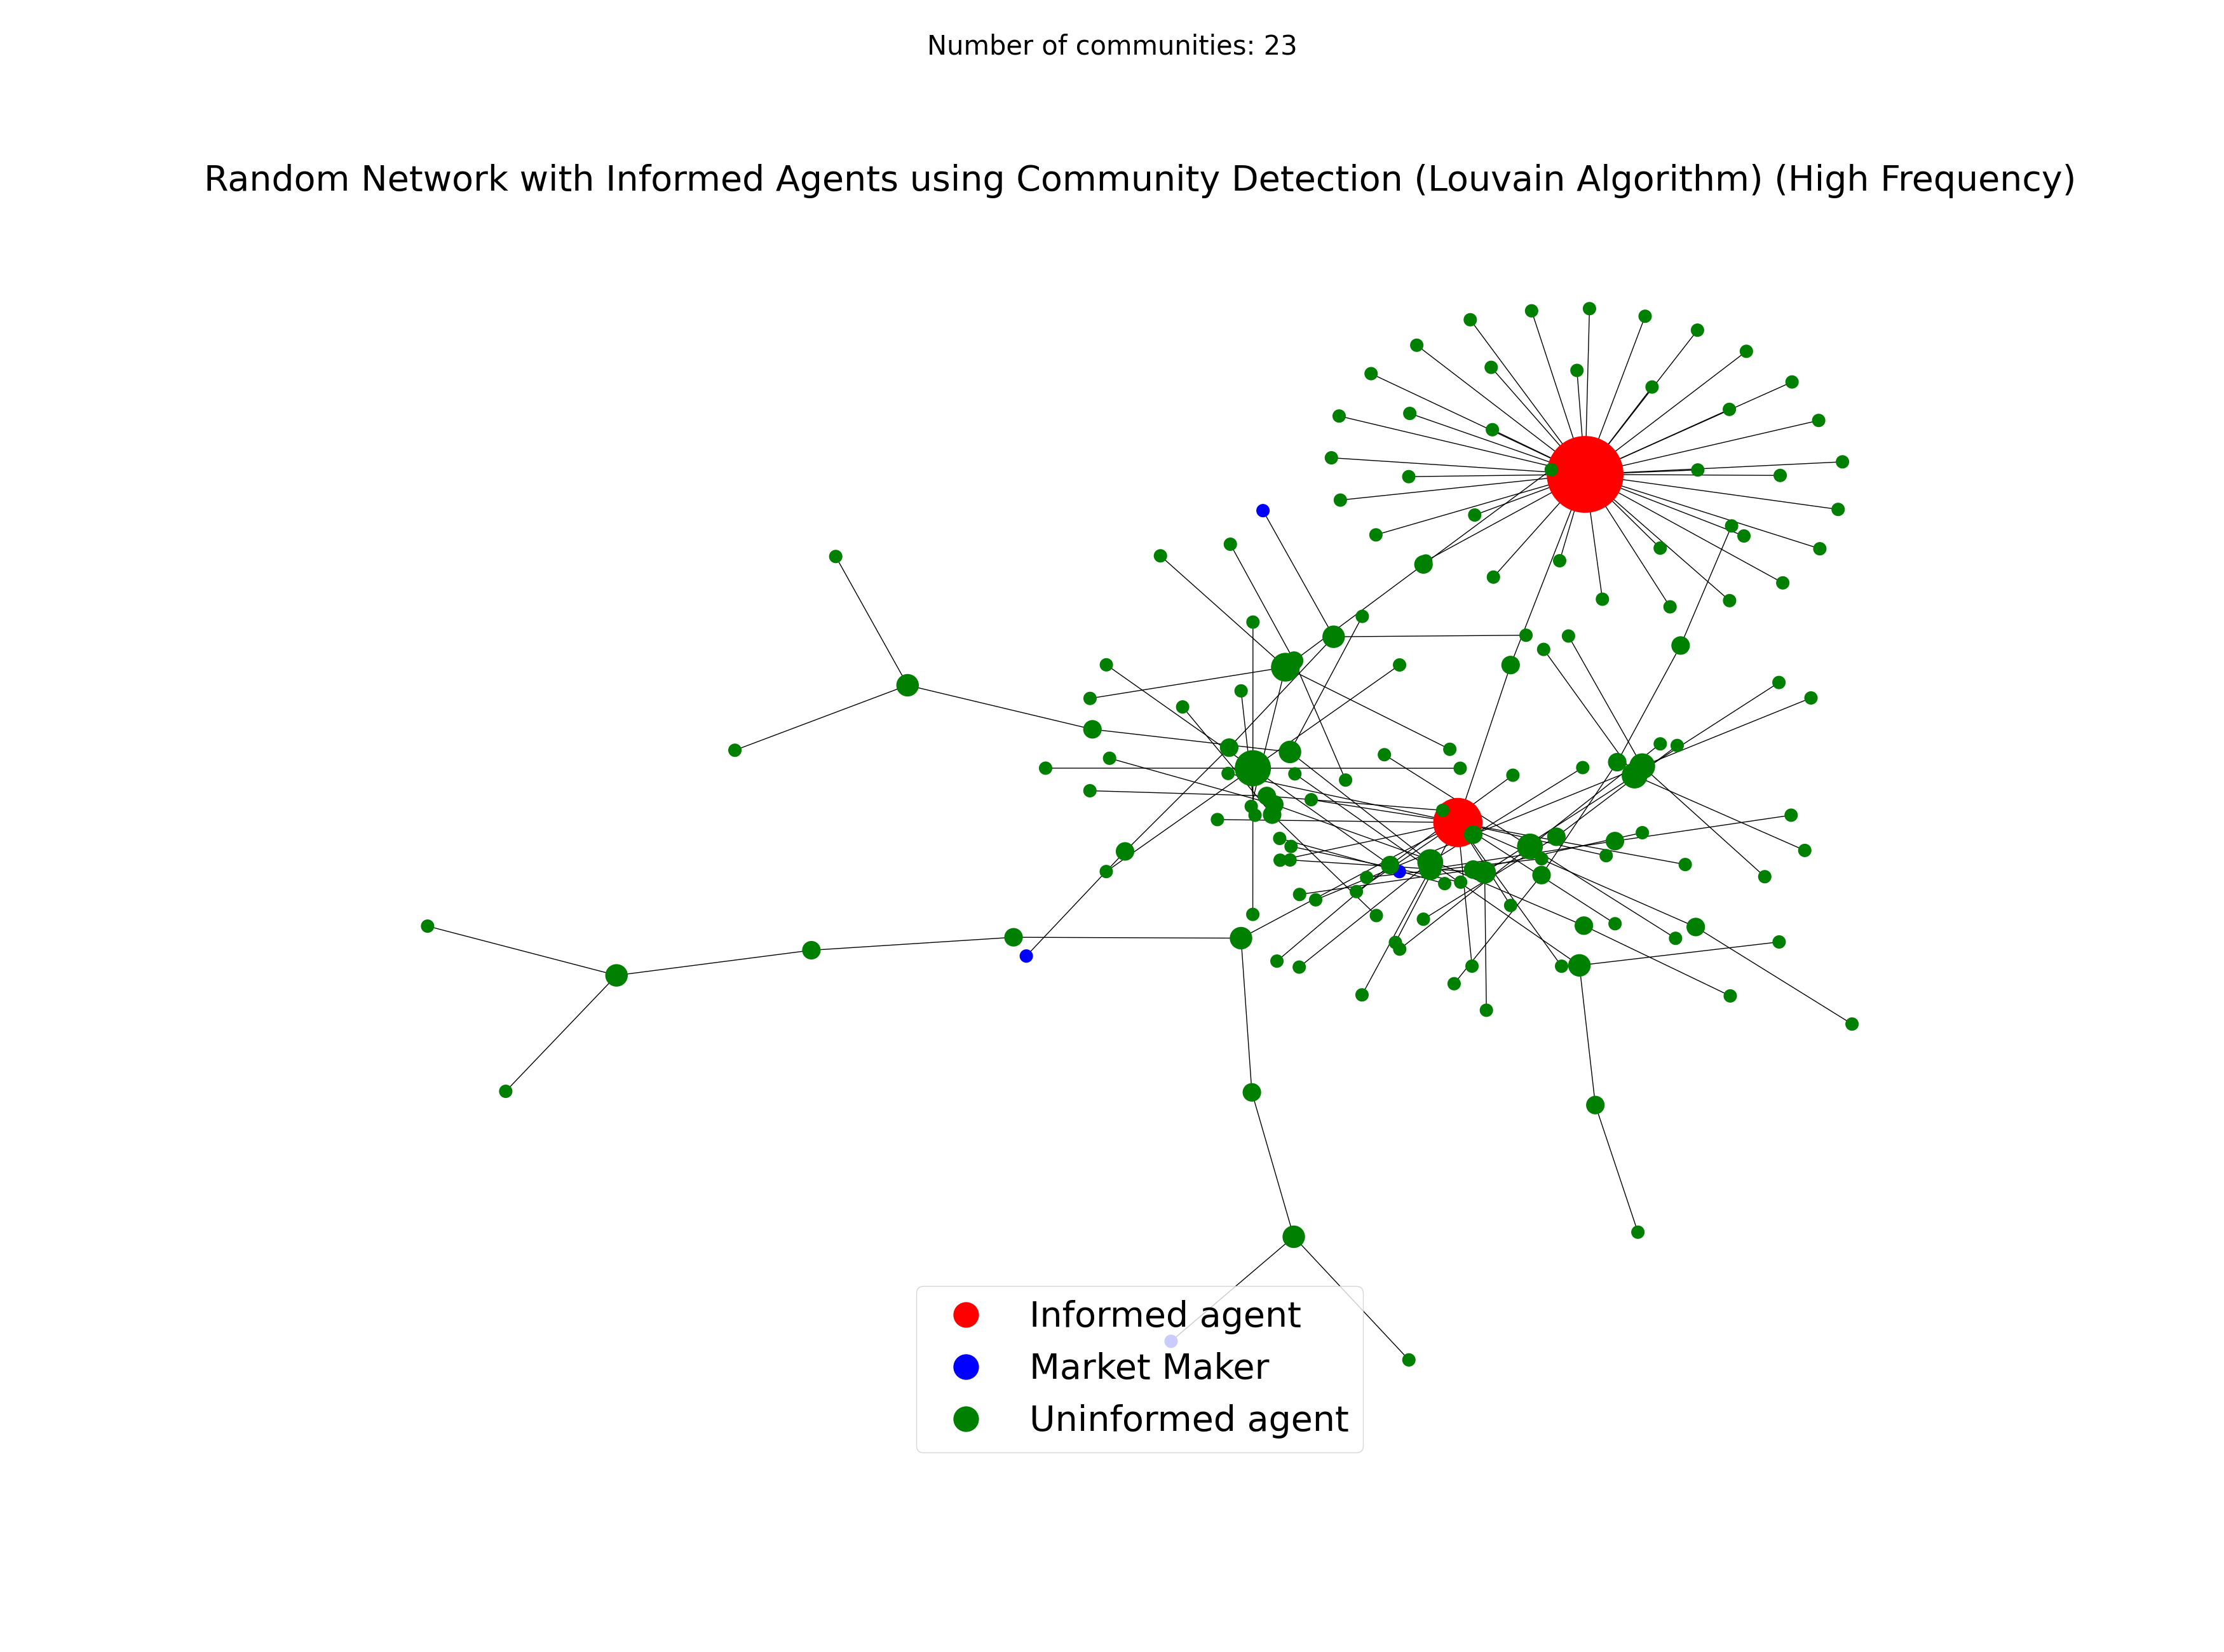 Number of communities: 23
Random Network with Informed Agents using Community Detection (Louvain Algorithm) (High Frequency)
Informed agent
Market Maker
Uninformed agent